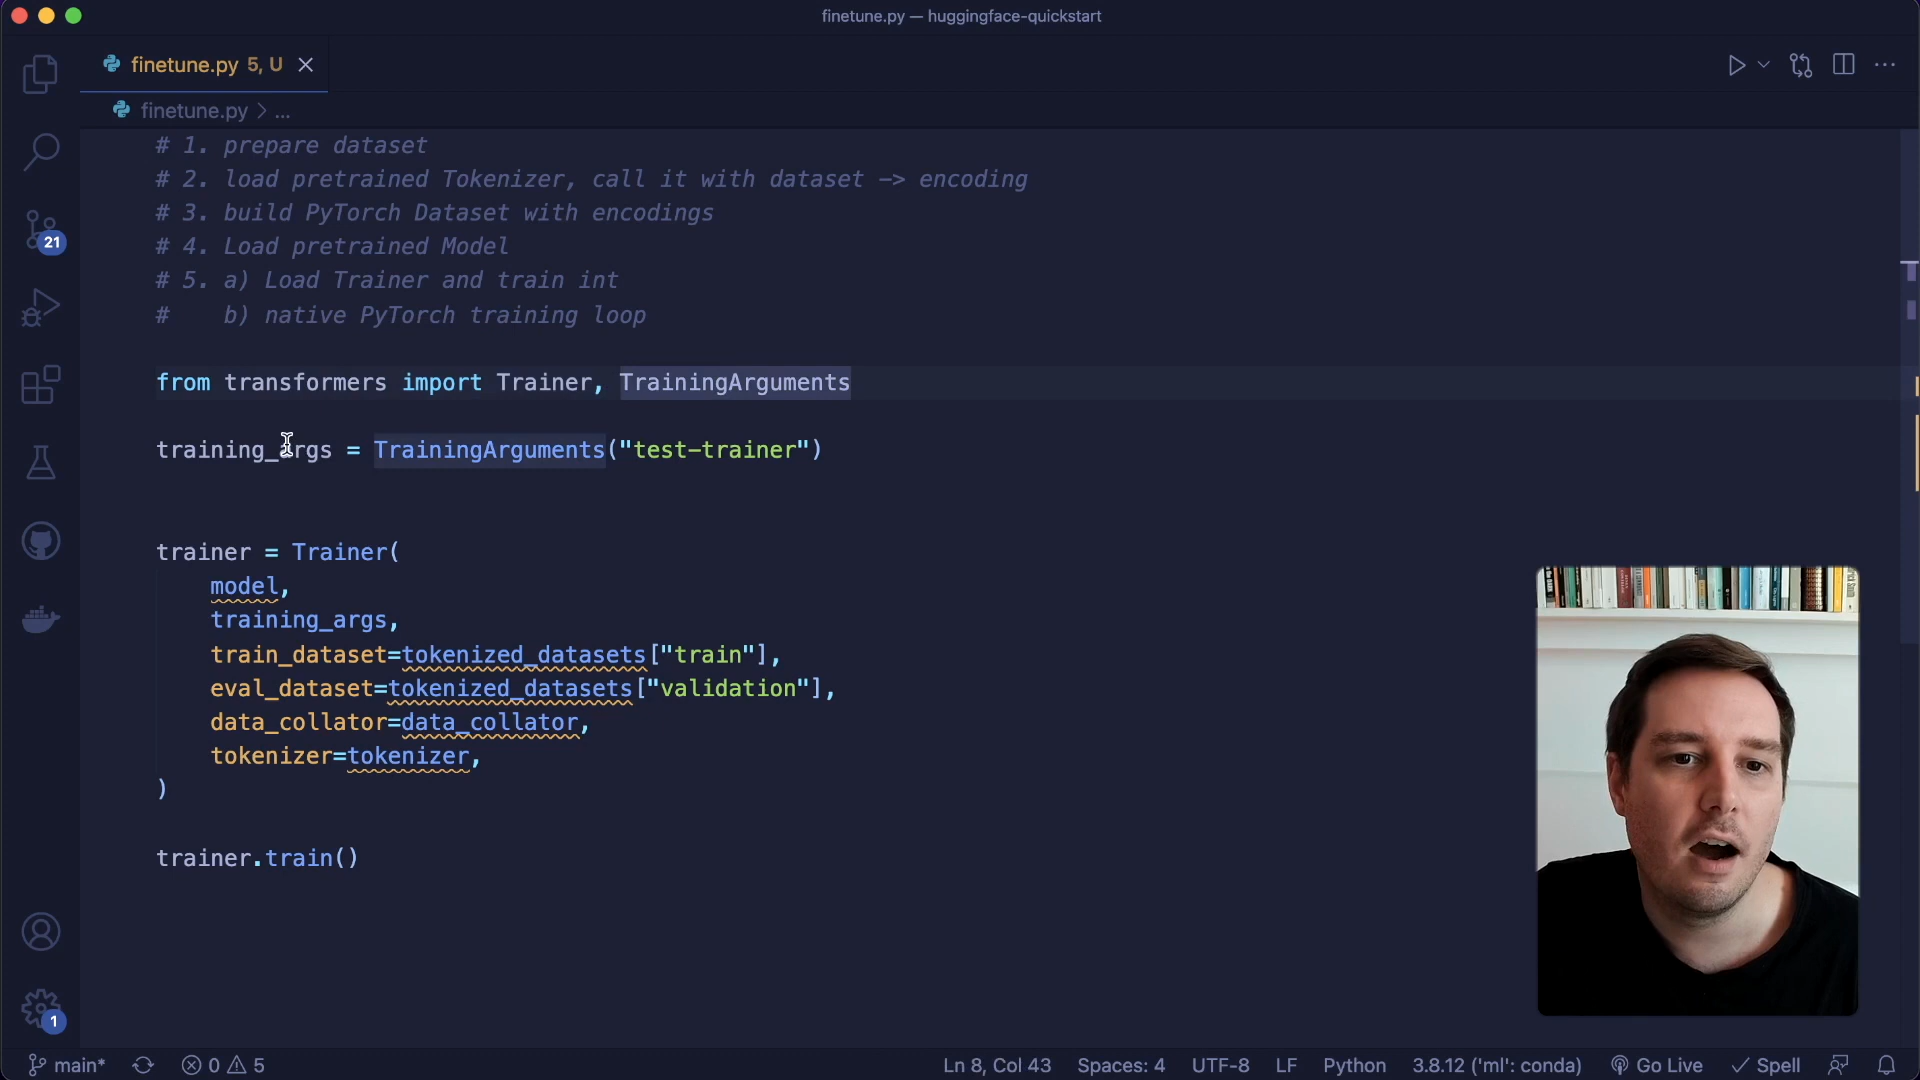 finetune.py — huggingface-quickstart
finetune.py 5, U
finetune.py > ...
# 1. prepare dataset
# 2. load pretrained Tokenizer, call it with dataset -> encoding
# 3. build PyTorch Dataset with encodings
# 4. Load pretrained Model
# 5. a) Load Trainer and train int
#    b) native PyTorch training loop
from transformers import Trainer, TrainingArguments
training_args = TrainingArguments("test-trainer")
trainer = Trainer(
    model,
    training_args,
    train_dataset=tokenized_datasets["train"],
    eval_dataset=tokenized_datasets["validation"],
    data_collator=data_collator,
    tokenizer=tokenizer,
)
trainer.train()
21
1
main* 0 5 Ln 8, Col 43 Spaces: 4 UTF-8 LF Python 3.8.12 ('ml': conda) Go Live Spell